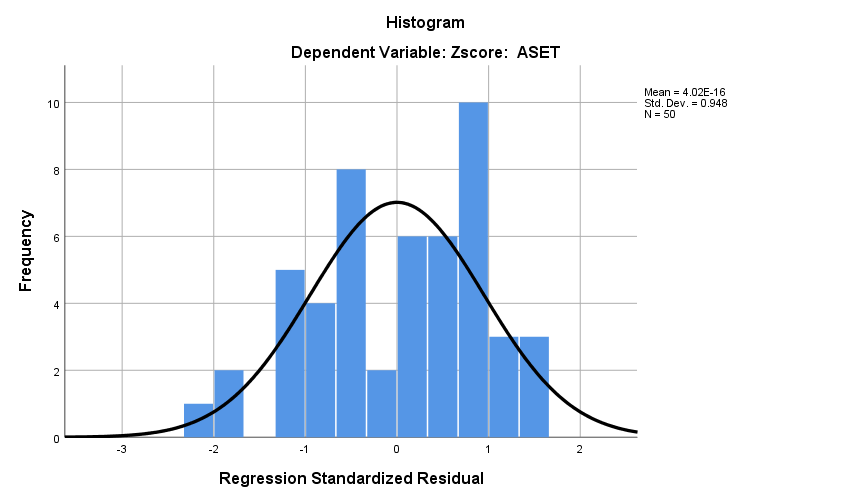 Histogram
Dependent Variable: Zscore: ASET
Mean = 4.02E-16
Std. Dev. = 0.948
N = 50
Frequency
10
8
6
4
2
0
-3 -2 -1 0 1 2
Regression Standardized Residual